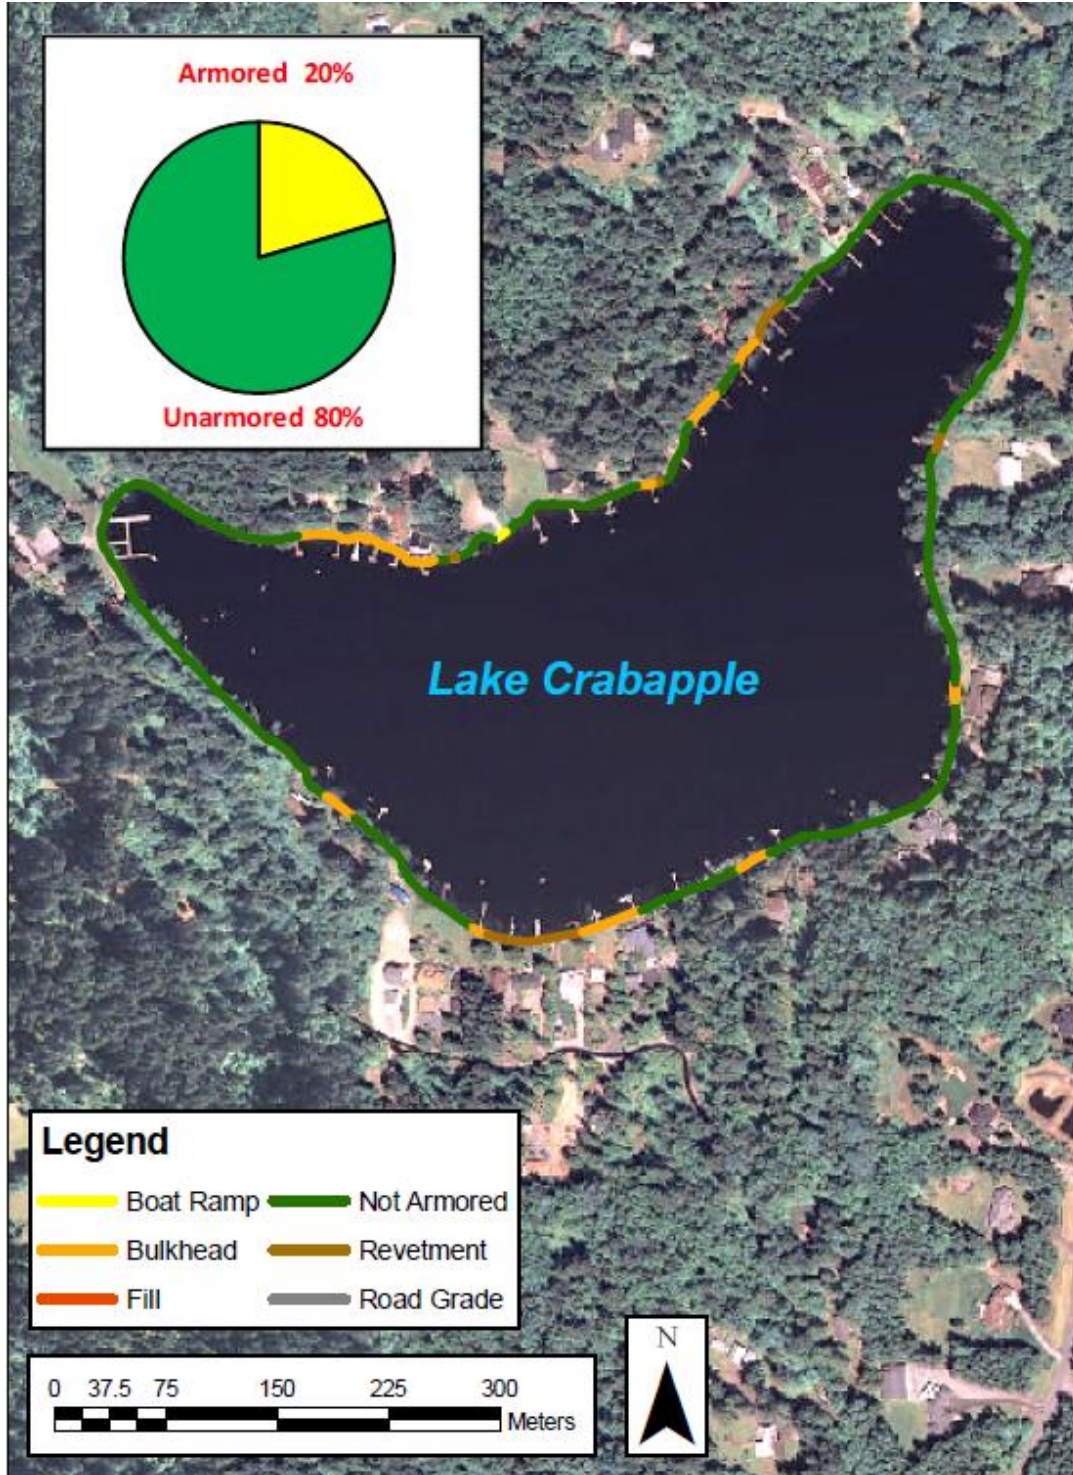 Armored 20%
Unarmored 80%
Lake Crabapple
Legend
Boat Ramp
Not Armored
Bulkhead
Revetment
Fill
Road Grade
0 37.5 75 150 225 300
Meters
N